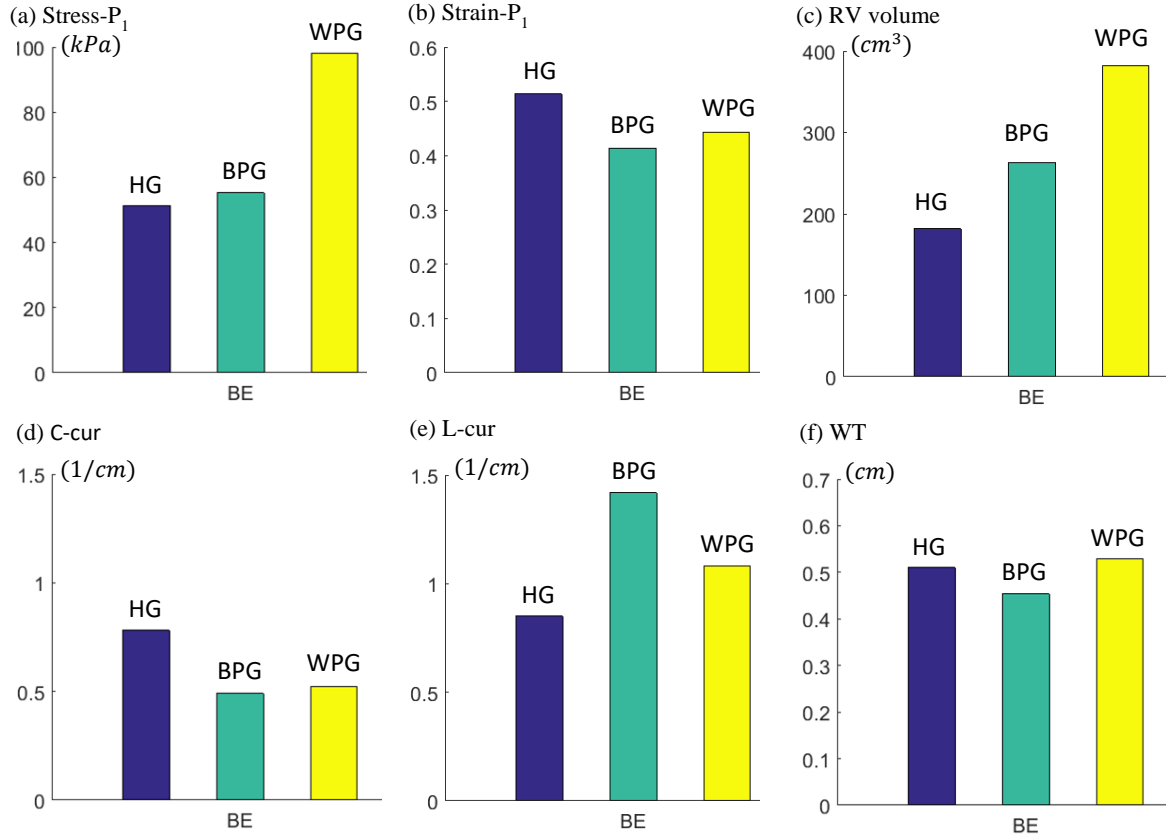 (a) Stress-P1
(kPa)
100
80
60
40
20
0
HG
BPG
WPG
BE
(b) Strain-P1
0.6
0.5
0.4
0.3
0.2
0.1
0
HG
BPG
WPG
BE
(c) RV volume
(cm³)
400
300
200
100
0
HG
BPG
WPG
BE
(d) C-cur
(1/cm)
1.5
1
0.5
0
HG
BPG
WPG
BE
(e) L-cur
(1/cm)
1.5
1
0.5
0
HG
BPG
WPG
BE
(f) WT
(cm)
0.7
0.6
0.5
0.4
0.3
0.2
0.1
0
HG
BPG
WPG
BE